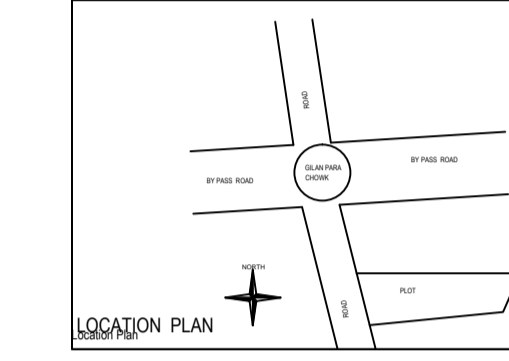 ROAD
GILAN PARA
CHOWK
BY PASS ROAD
BY PASS ROAD
NORTH
PLOT
ROAD
LOCATION PLAN
Location Plan